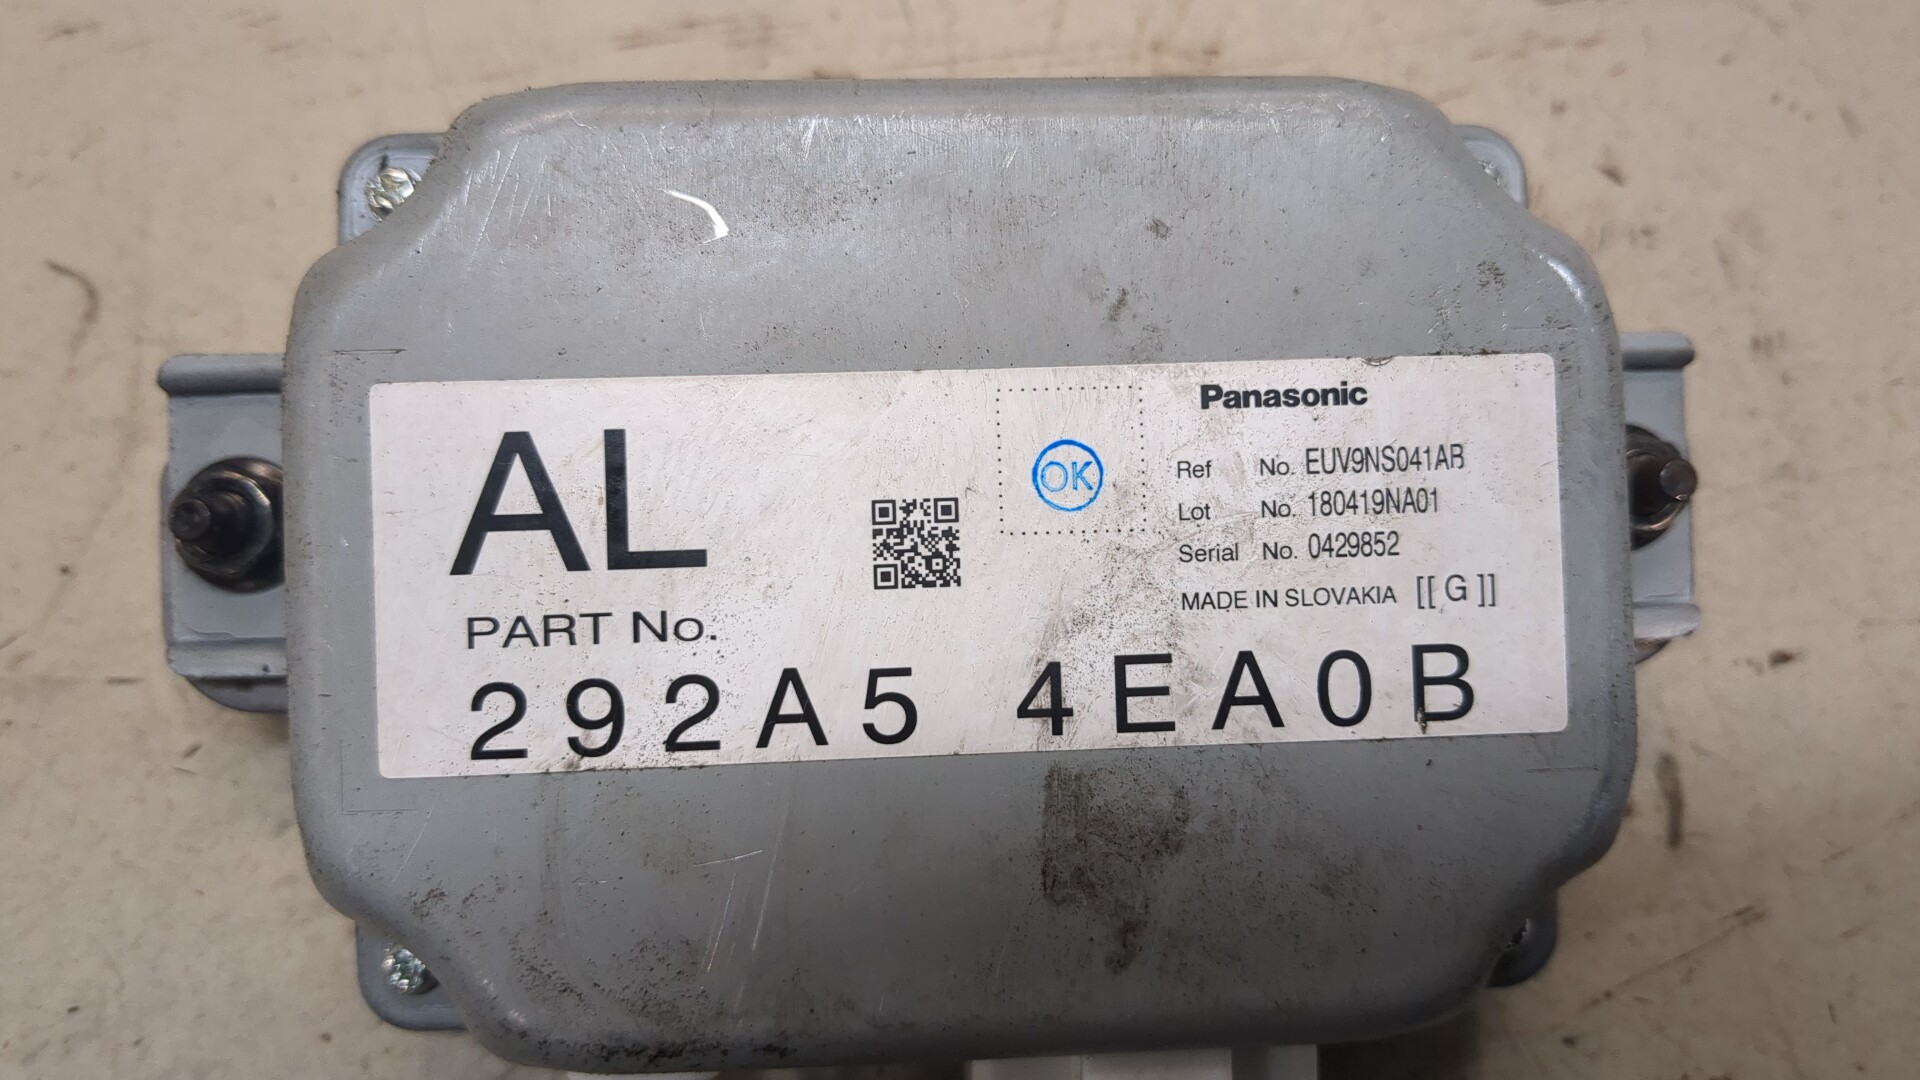 AL
OK
Panasonic
Ref No. EUV9NS041AB
Lot No. 180419NA01
Serial No. 0429852
MADE IN SLOVAKIA [[ G ]]
PART No.
292A5 4EA0B